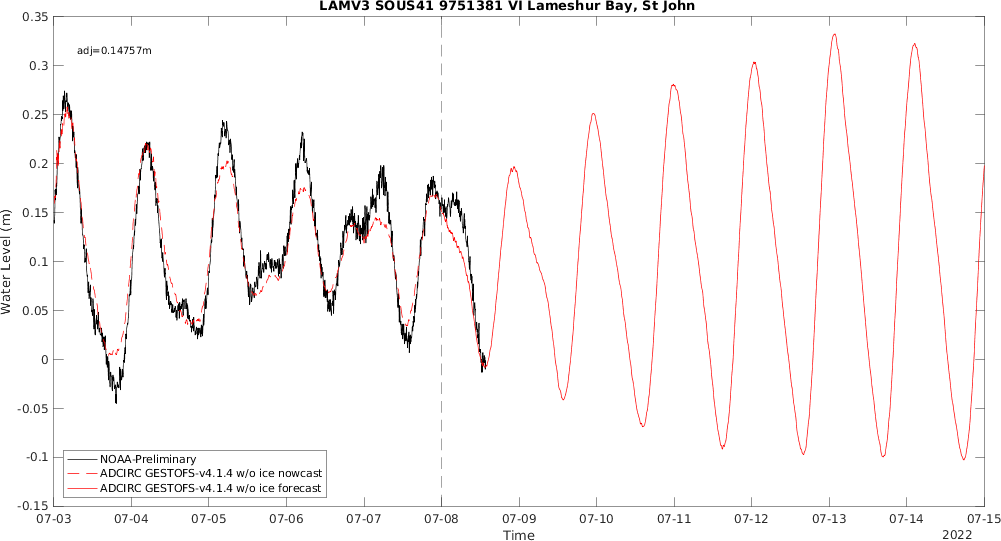 LAMV3 SOUS41 9751381 VI Lameshur Bay, St John
adj=0.14757m
0.35
0.3
0.25
0.2
0.15
0.1
0.05
0
-0.05
-0.1
-0.15
Water Level (m)
NOAA-Preliminary
ADCIRC GESTOFS-v4.1.4 w/o ice nowcast
ADCIRC GESTOFS-v4.1.4 w/o ice forecast
07-03 07-04 07-05 07-06 07-07 07-08 07-09 07-10 07-11 07-12 07-13 07-14 07-15
Time
2022